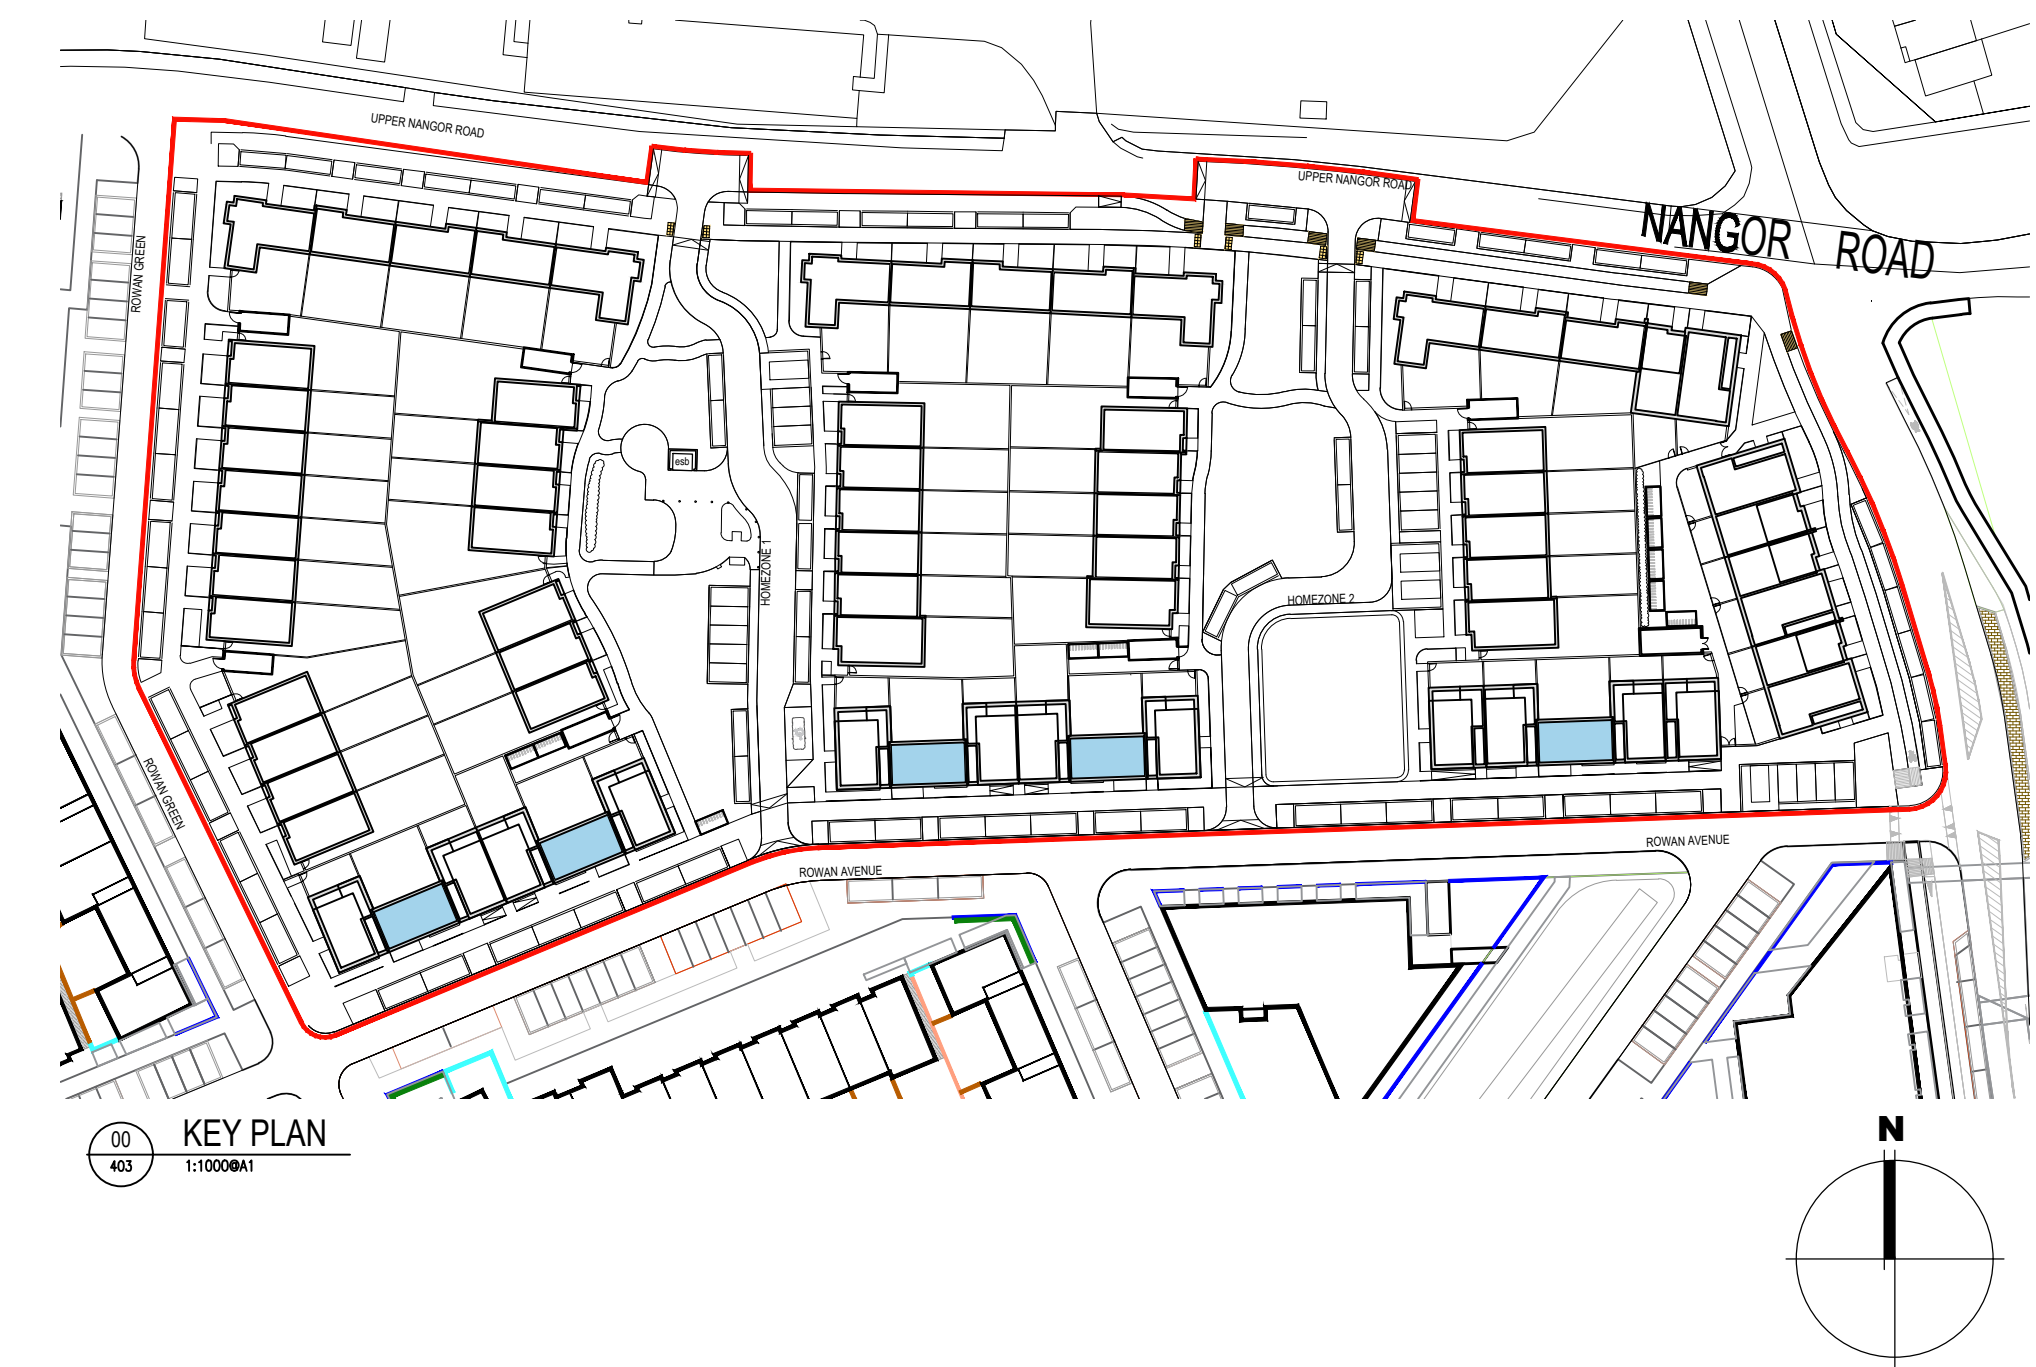 UPPER NANGOR ROAD
UPPER NANGOR ROAD
NANGOR ROAD
ROWAN GREEN
esb
HOMEZONE 1
HOMEZONE 2
ROWAN GREEN
ROWAN AVENUE
ROWAN AVENUE
00
403
KEY PLAN
1:1000@A1
N